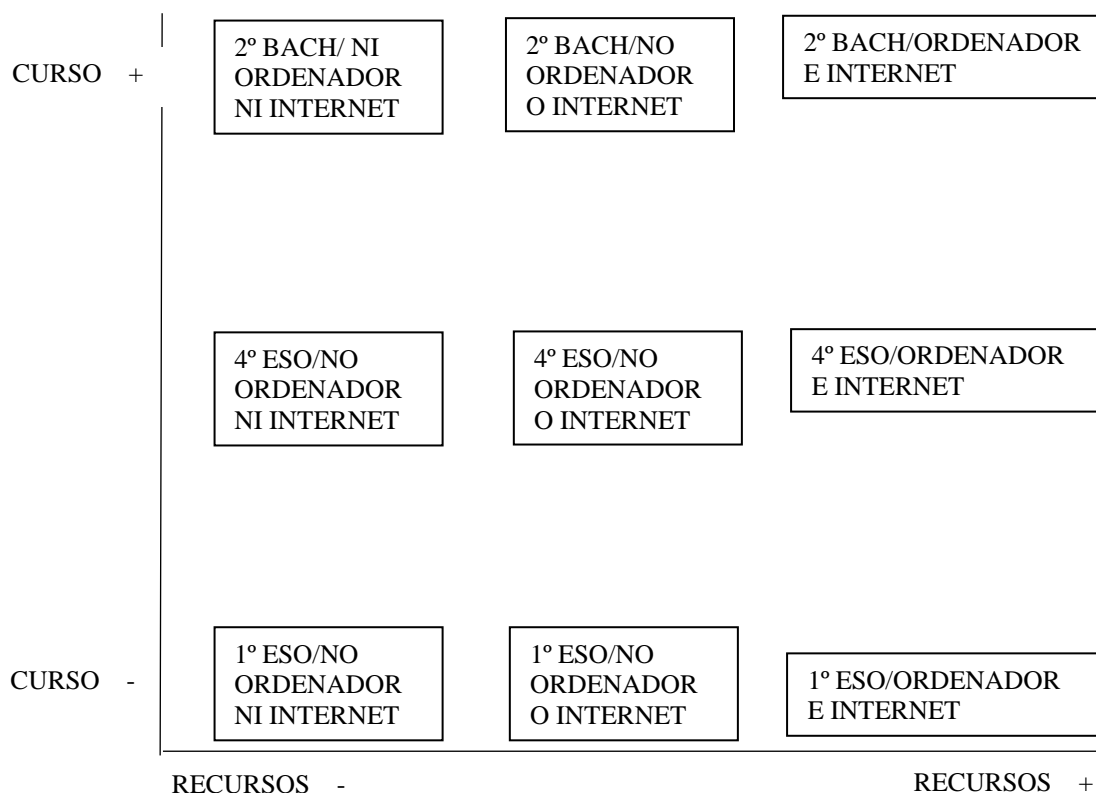 2º BACH/ NI
ORDENADOR
NI INTERNET
2º BACH/NO
ORDENADOR
O INTERNET
2º BACH/ORDENADOR
E INTERNET
CURSO +
4º ESO/NO
ORDENADOR
NI INTERNET
4º ESO/NO
ORDENADOR
O INTERNET
4º ESO/ORDENADOR
E INTERNET
1º ESO/NO
ORDENADOR
NI INTERNET
1º ESO/NO
ORDENADOR
O INTERNET
1º ESO/ORDENADOR
E INTERNET
CURSO -
RECURSOS -
RECURSOS +